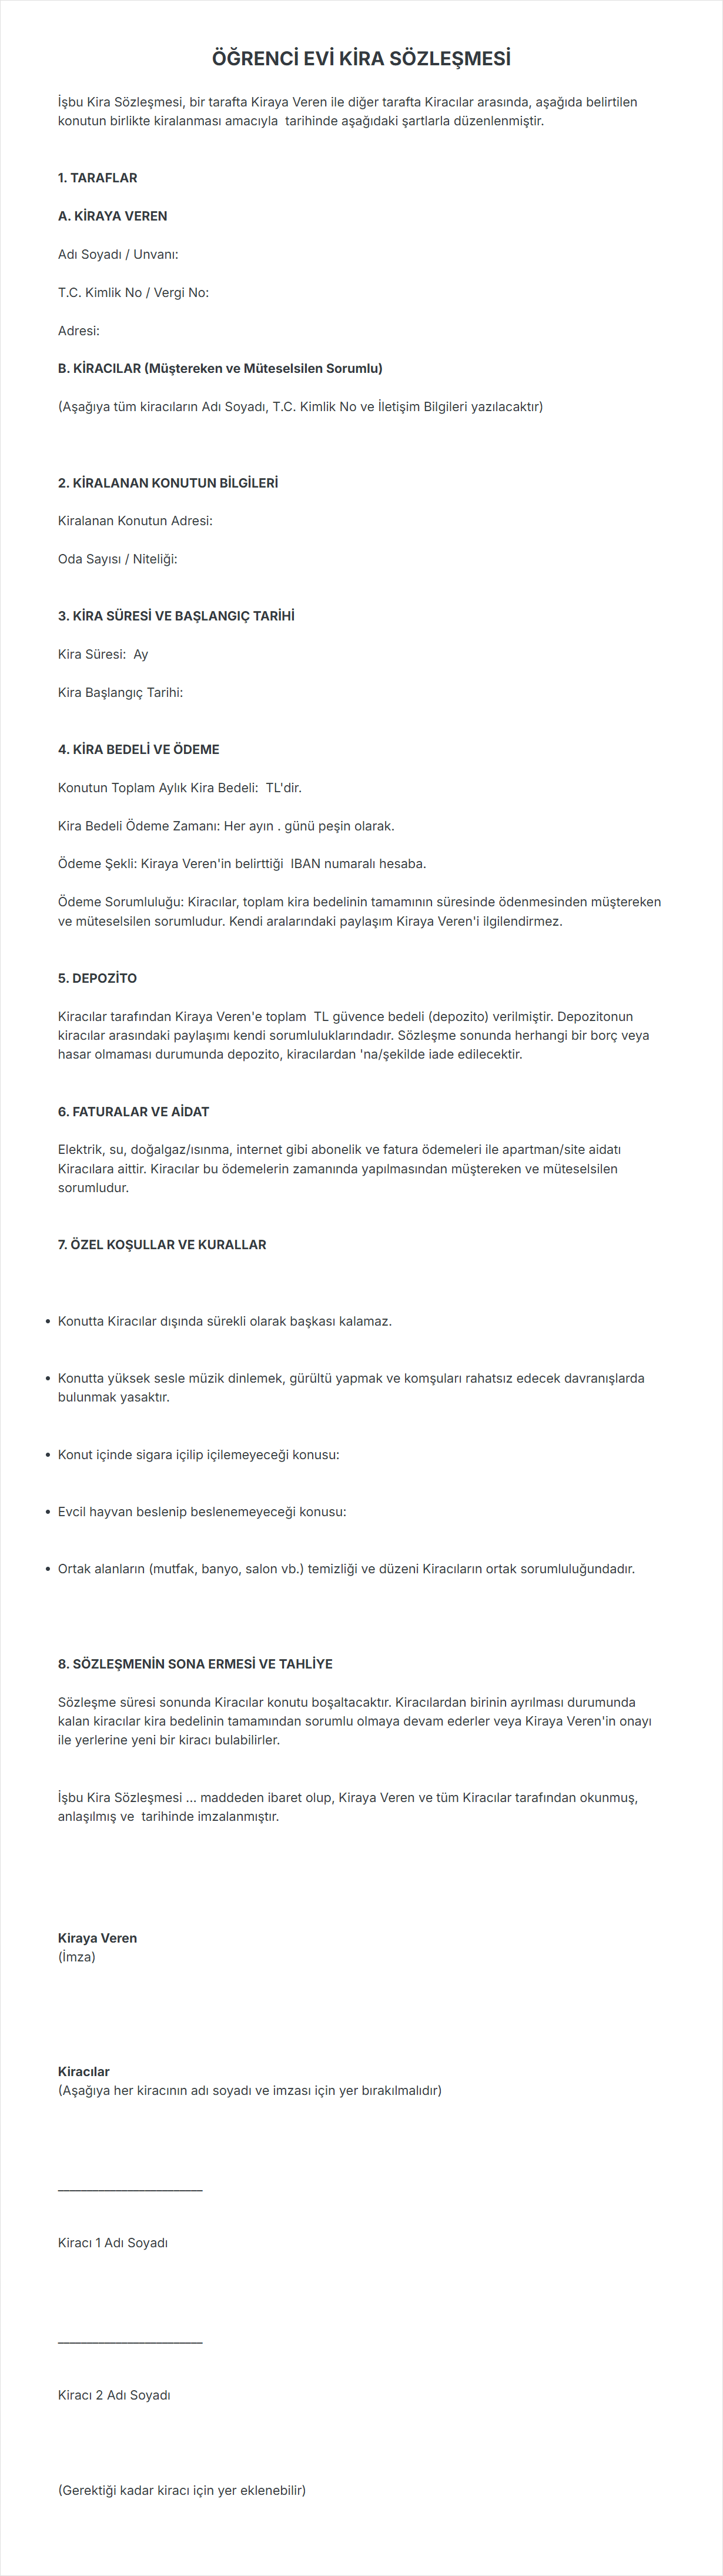 ÖĞRENCİ EVİ KİRA SÖZLEŞMESİ
İşbu Kira Sözleşmesi, bir tarafta Kiraya Veren ile diğer tarafta Kiracılar arasında, aşağıda belirtilen
konutun birlikte kiralanması amacıyla  tarihinde aşağıdaki şartlarla düzenlenmiştir.
1. TARAFLAR
A. KİRAYA VEREN
Adı Soyadı / Unvanı:
T.C. Kimlik No / Vergi No:
Adresi:
B. KİRACILAR (Müştereken ve Müteselsilen Sorumlu)
(Aşağıya tüm kiracıların Adı Soyadı, T.C. Kimlik No ve İletişim Bilgileri yazılacaktır)
2. KİRALANAN KONUTUN BİLGİLERİ
Kiralanan Konutun Adresi:
Oda Sayısı / Niteliği:
3. KİRA SÜRESİ VE BAŞLANGIÇ TARİHİ
Kira Süresi:  Ay
Kira Başlangıç Tarihi:
4. KİRA BEDELİ VE ÖDEME
Konutun Toplam Aylık Kira Bedeli:  TL'dir.
Kira Bedeli Ödeme Zamanı: Her ayın . günü peşin olarak.
Ödeme Şekli: Kiraya Veren'in belirttiği  IBAN numaralı hesaba.
Ödeme Sorumluluğu: Kiracılar, toplam kira bedelinin tamamının süresinde ödenmesinden müştereken
ve müteselsilen sorumludur. Kendi aralarındaki paylaşım Kiraya Veren'i ilgilendirmez.
5. DEPOZİTO
Kiracılar tarafından Kiraya Veren'e toplam  TL güvence bedeli (depozito) verilmiştir. Depozitonun
kiracılar arasındaki paylaşımı kendi sorumluluklarındadır. Sözleşme sonunda herhangi bir borç veya
hasar olmaması durumunda depozito, kiracılardan 'na/şekilde iade edilecektir.
6. FATURALAR VE AİDAT
Elektrik, su, doğalgaz/ısınma, internet gibi abonelik ve fatura ödemeleri ile apartman/site aidatı
Kiracılara aittir. Kiracılar bu ödemelerin zamanında yapılmasından müştereken ve müteselsilen
sorumludur.
7. ÖZEL KOŞULLAR VE KURALLAR
• Konutta Kiracılar dışında sürekli olarak başkası kalamaz.
• Konutta yüksek sesle müzik dinlemek, gürültü yapmak ve komşuları rahatsız edecek davranışlarda
bulunmak yasaktır.
• Konut içinde sigara içilip içilemeyeceği konusu:
• Evcil hayvan beslenip beslenemeyeceği konusu:
• Ortak alanların (mutfak, banyo, salon vb.) temizliği ve düzeni Kiracıların ortak sorumluluğundadır.
8. SÖZLEŞMENİN SONA ERMESİ VE TAHLİYE
Sözleşme süresi sonunda Kiracılar konutu boşaltacaktır. Kiracılardan birinin ayrılması durumunda
kalan kiracılar kira bedelinin tamamından sorumlu olmaya devam ederler veya Kiraya Veren'in onayı
ile yerlerine yeni bir kiracı bulabilirler.
İşbu Kira Sözleşmesi ... maddeden ibaret olup, Kiraya Veren ve tüm Kiracılar tarafından okunmuş,
anlaşılmış ve  tarihinde imzalanmıştır.
Kiraya Veren
(İmza)
Kiracılar
(Aşağıya her kiracının adı soyadı ve imzası için yer bırakılmalıdır)
_________________________
Kiracı 1 Adı Soyadı
_________________________
Kiracı 2 Adı Soyadı
(Gerektiği kadar kiracı için yer eklenebilir)